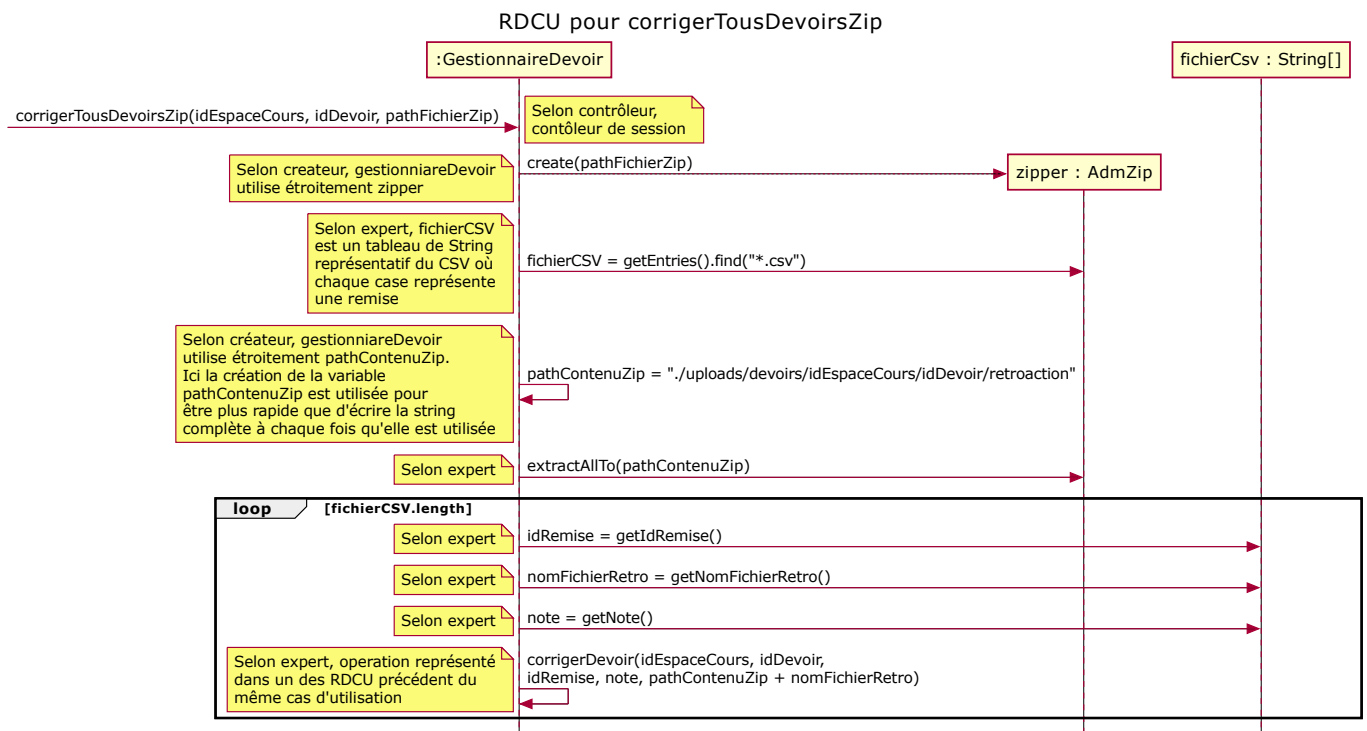 RDCU pour corrigerTousDevoirsZip
:GestionnaireDevoir
fichierCsv : String[]
corrigerTousDevoirsZip(idEspaceCours, idDevoir, pathFichierZip)
Selon contrôleur,
contôleur de session
Selon createur, gestionniareDevoir
utilise étroitement zipper
create(pathFichierZip)
zipper : AdmZip
Selon expert, fichierCSV
est un tableau de String
représentatif du CSV où
chaque case représente
une remise
fichierCSV = getEntries().find("*.csv")
Selon créateur, gestionniareDevoir
utilise étroitement pathContenuZip.
Ici la création de la variable
pathContenuZip est utilisée pour
être plus rapide que d'écrire la string
complète à chaque fois qu'elle est utilisée
pathContenuZip = "./uploads/devoirs/idEspaceCours/idDevoir/retroaction"
Selon expert
extractAllTo(pathContenuZip)
loop
[fichierCSV.length]
Selon expert
idRemise = getIdRemise()
Selon expert
nomFichierRetro = getNomFichierRetro()
Selon expert
note = getNote()
Selon expert, operation représenté
dans un des RDCU précédent du
même cas d'utilisation
corrigerDevoir(idEspaceCours, idDevoir,
idRemise, note, pathContenuZip + nomFichierRetro)